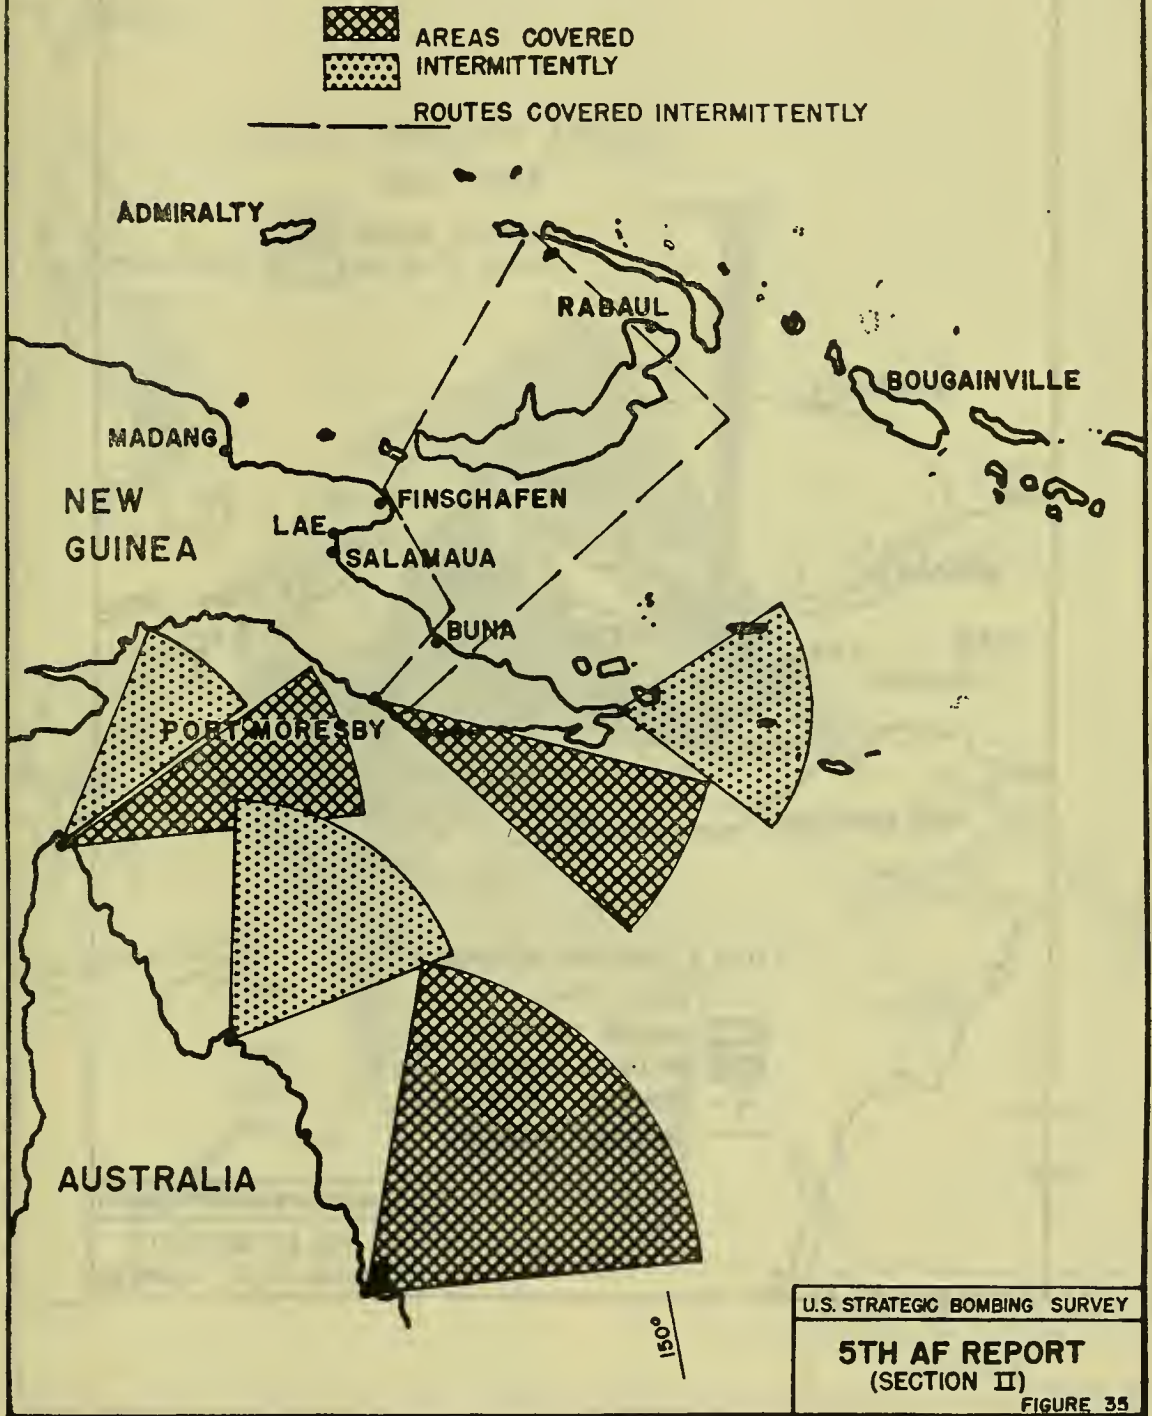 AREAS COVERED
INTERMITTENTLY
ROUTES COVERED INTERMITTENTLY
ADMIRALTY
RABAUL
BOUGAINVILLE
MADANG
NEW
GUINEA
FINSCHAFEN
LAE
SALAMAUA
BUNA
PORT MORESBY
AUSTRALIA
150°
U.S. STRATEGIC BOMBING SURVEY
5TH AF REPORT
(SECTION II)
FIGURE 35